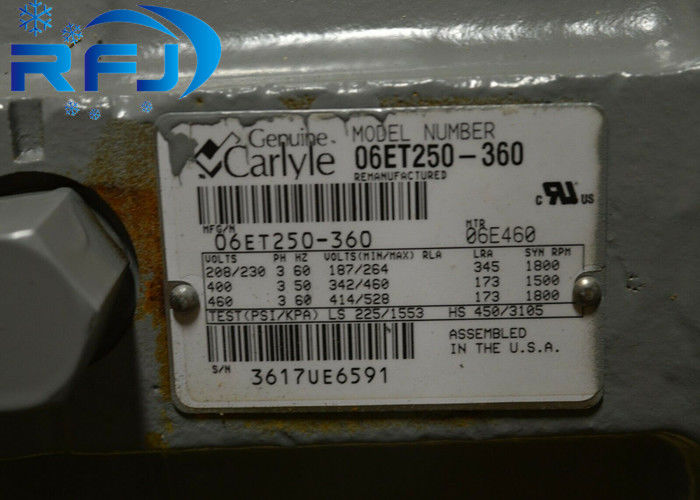 RFJ
Genuine
Carlyle
MODEL NUMBER
06ET250-360
REMANUFACTURED
C RU US
MFG/N
06ET250-360
MTR
06E460
VOLTS PH HZ VOLTS(MIN/MAX) RLA LRA SYN RPM
208/230 3 60 187/264 345 1800
400 3 50 342/460 173 1500
460 3 60 414/528 173 1800
TEST(PSI/KPA) LS 225/1553 HS 450/3105
ASSEMBLED
IN THE U.S.A.
S/N
3617UE6591